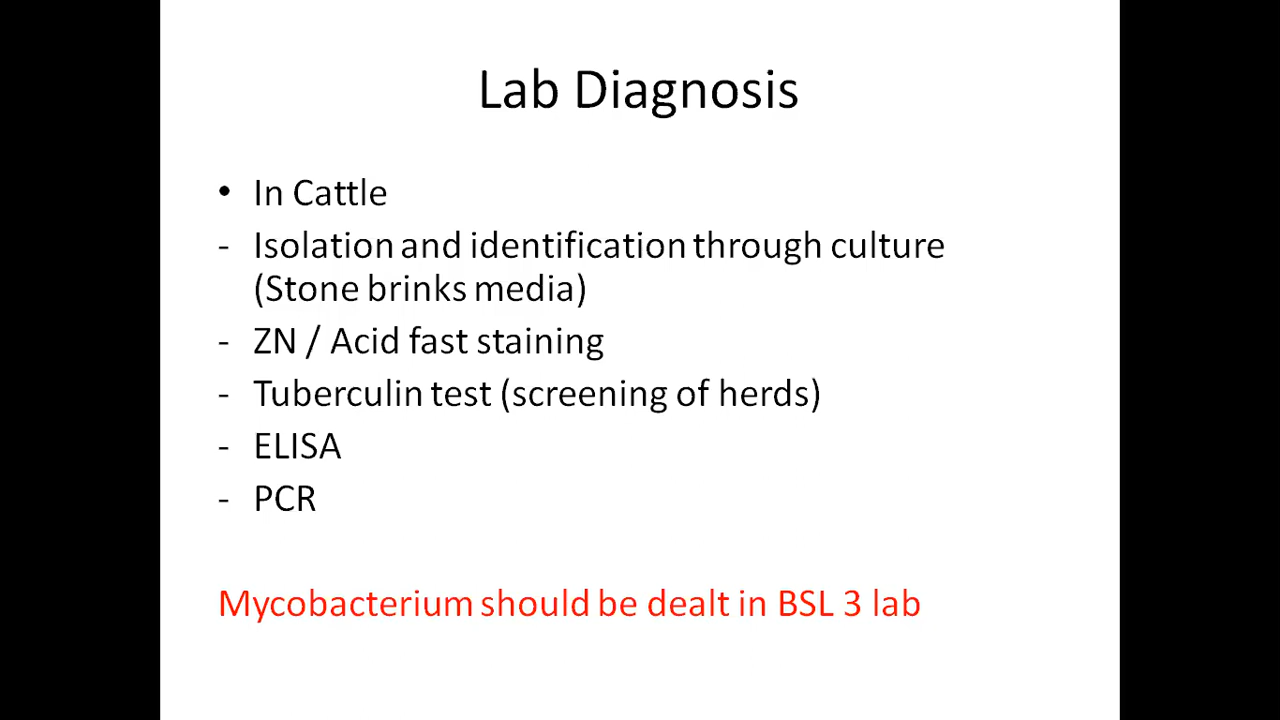 Lab Diagnosis
• In Cattle
- Isolation and identification through culture
(Stone brinks media)
- ZN / Acid fast staining
- Tuberculin test (screening of herds)
- ELISA
- PCR
Mycobacterium should be dealt in BSL 3 lab